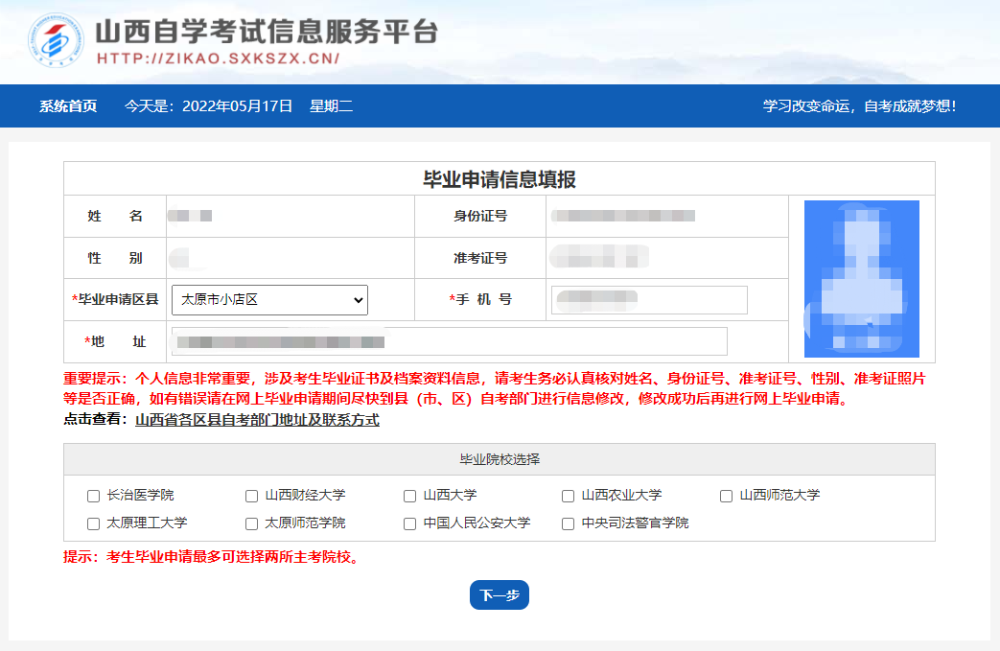 山西自学考试信息服务平台
HTTP://ZIKAO.SXKSZX.CN/
系统首页 今天是：2022年05月17日 星期二 学习改变命运，自考成就梦想！
毕业申请信息填报
姓 名 身份证号
性 别 准考证号
*毕业申请区县 太原市小店区 *手 机 号
*地 址
重要提示：个人信息非常重要，涉及考生毕业证书及档案资料信息，请考生务必认真核对姓名、身份证号、准考证号、性别、准考证照片
等是否正确，如有错误请在网上毕业申请期间尽快到县（市、区）自考部门进行信息修改，修改成功后再进行网上毕业申请。
点击查看：山西省各区县自考部门地址及联系方式
毕业院校选择
长治医学院 山西财经大学 山西大学 山西农业大学 山西师范大学
太原理工大学 太原师范学院 中国人民公安大学 中央司法警官学院
提示：考生毕业申请最多可选择两所主考院校。
下一步